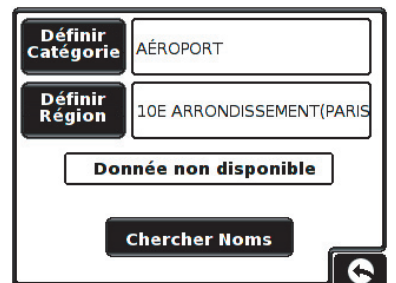 Définir
Catégorie
AÉROPORT
Définir
Région
10E ARRONDISSEMENT(PARIS
Donnée non disponible
Chercher Noms